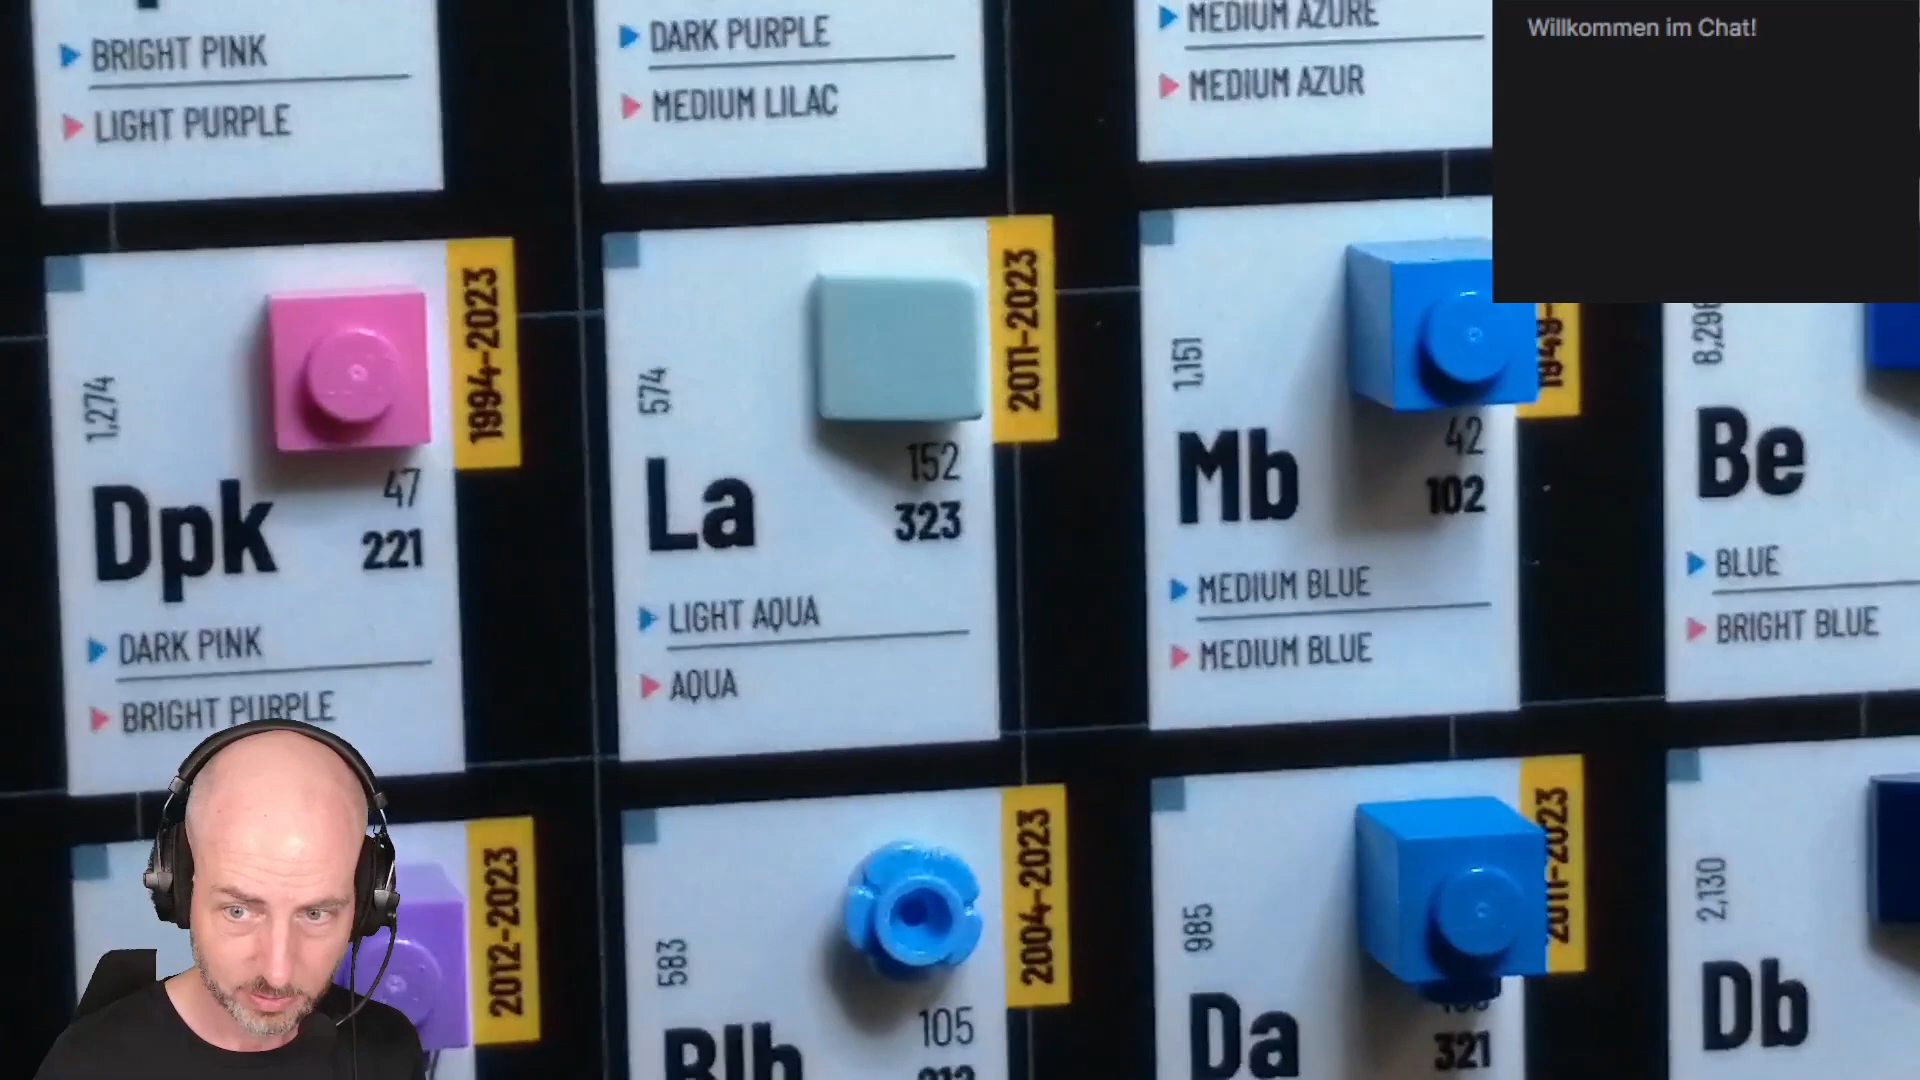 BRIGHT PINK
LIGHT PURPLE
DARK PURPLE
MEDIUM LILAC
MEDIUM AZURE
MEDIUM AZUR
Willkommen im Chat!
1994-2023
1,274
47
Dpk
221
DARK PINK
BRIGHT PURPLE
2011-2023
574
152
La
323
LIGHT AQUA
AQUA
1,151
42
Mb
102
MEDIUM BLUE
MEDIUM BLUE
Be
BLUE
BRIGHT BLUE
2012-2023
2004-2023
583
105
Blb
2011-2023
985
Da
321
2,130
Db